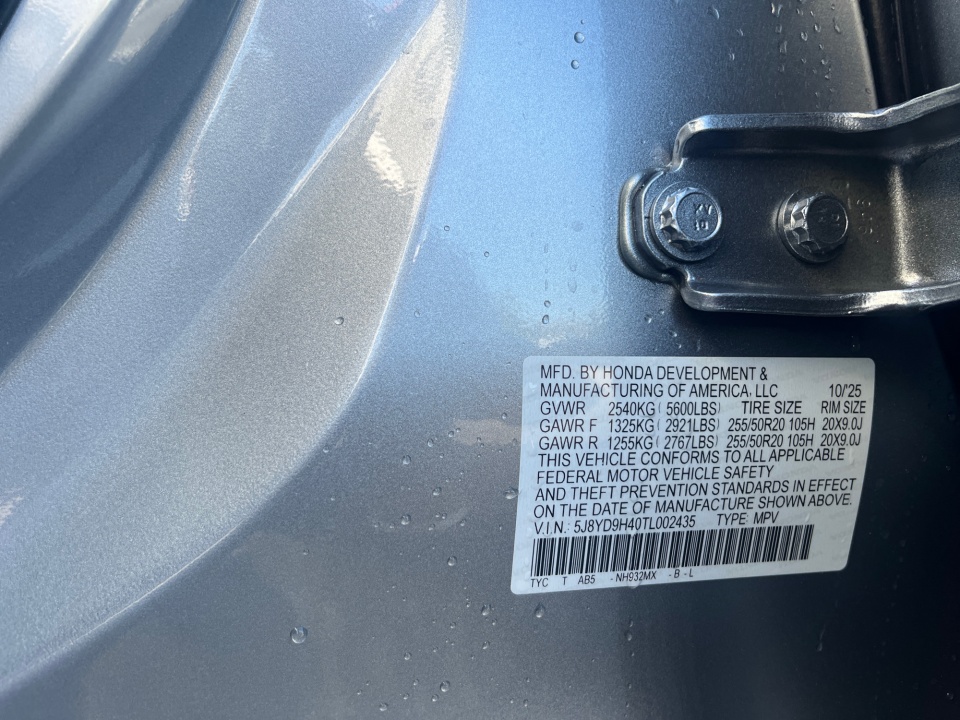 MFD. BY HONDA DEVELOPMENT &
MANUFACTURING OF AMERICA, LLC 10/'25
GVWR 2540KG ( 5600LBS) TIRE SIZE RIM SIZE
GAWR F 1325KG ( 2921LBS) 255/50R20 105H 20X9.0J
GAWR R 1255KG ( 2767LBS) 255/50R20 105H 20X9.0J
THIS VEHICLE CONFORMS TO ALL APPLICABLE
FEDERAL MOTOR VEHICLE SAFETY
AND THEFT PREVENTION STANDARDS IN EFFECT
ON THE DATE OF MANUFACTURE SHOWN ABOVE.
V.I.N.: 5J8YD9H40TL002435 TYPE: MPV
TYC T AB5 - NH932MX - B - L